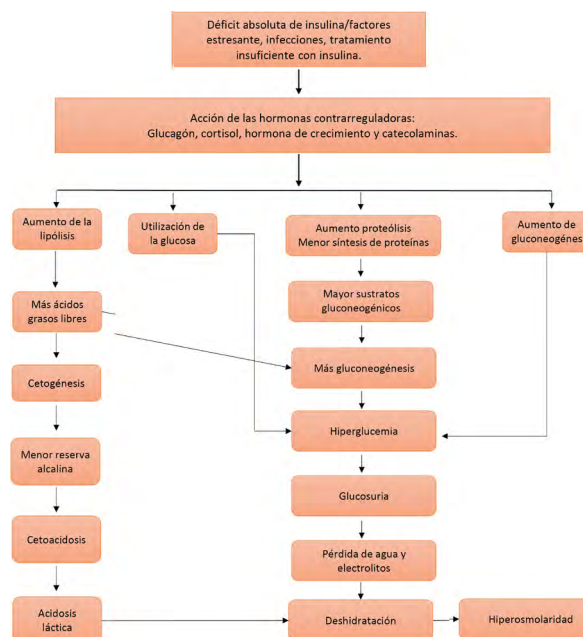 Déficit absoluta de insulina/factores
estresante, infecciones, tratamiento
insuficiente con insulina.
Acción de las hormonas contrarreguladoras:
Glucagón, cortisol, hormona de crecimiento y catecolaminas.
Aumento de la
lipólisis
Utilización de
la glucosa
Aumento proteólisis
Menor síntesis de proteínas
Aumento de
gluconeogénes
Más ácidos
grasos libres
Mayor sustratos
gluconeogénicos
Cetogénesis
Más gluconeogénesis
Menor reserva
alcalina
Hiperglucemia
Glucosuria
Cetoacidosis
Pérdida de agua y
electrolitos
Acidosis
láctica
Deshidratación
Hiperosmolaridad